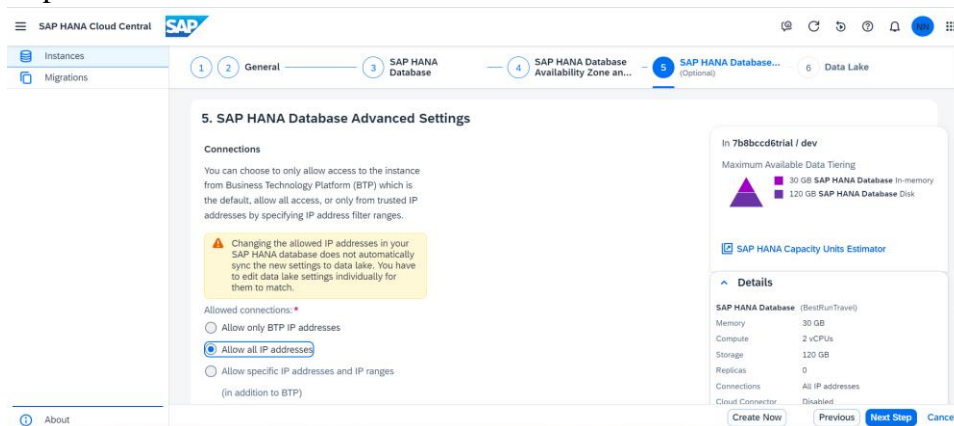 SAP HANA Cloud Central
SAP
NN
Instances
Migrations
1 2 General
3 SAP HANA
Database
4 SAP HANA Database
Availability Zone an...
5 SAP HANA Database...
(Optional)
6 Data Lake
5. SAP HANA Database Advanced Settings
Connections
You can choose to only allow access to the instance
from Business Technology Platform (BTP) which is
the default, allow all access, or only from trusted IP
addresses by specifying IP address filter ranges.
Changing the allowed IP addresses in your
SAP HANA database does not automatically
sync the new settings to data lake. You have
to edit data lake settings individually for
them to match.
Allowed connections:*
Allow only BTP IP addresses
Allow all IP addresses
Allow specific IP addresses and IP ranges
(in addition to BTP)
In 7b8bccd6trial / dev
Maximum Available Data Tiering
30 GB SAP HANA Database In-memory
120 GB SAP HANA Database Disk
SAP HANA Capacity Units Estimator
Details
SAP HANA Database (BestRunTravel)
Memory 30 GB
Compute 2 vCPUs
Storage 120 GB
Replicas 0
Connections All IP addresses
Cloud Connector Disabled
About
Create Now Previous Next Step Cance